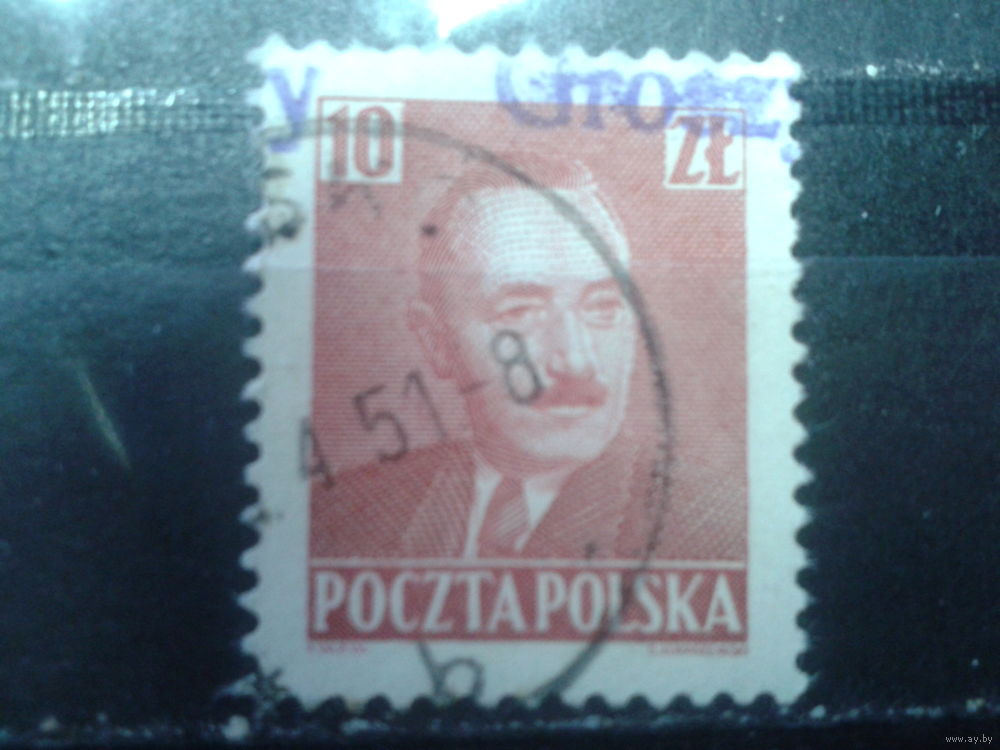 y Grosz.
10 ZŁ
4 51-8
POCZTA POLSKA
b
www.ay.by